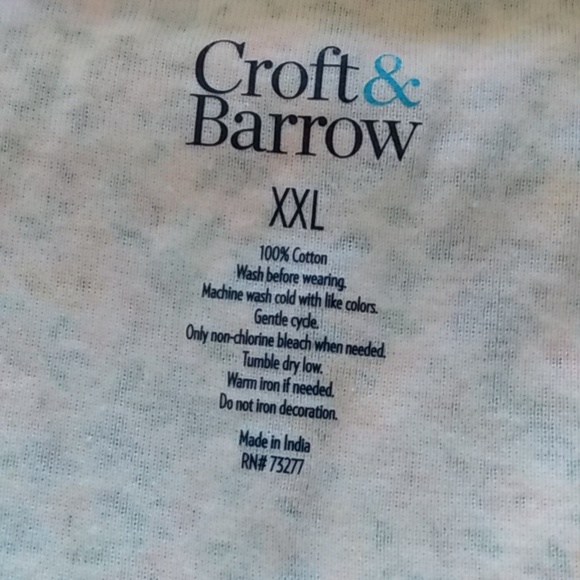 Croft&
Barrow
XXL
100% Cotton
Wash before wearing.
Machine wash cold with like colors.
Gentle cycle.
Only non-chlorine bleach when needed.
Tumble dry low.
Warm iron if needed.
Do not iron decoration.
Made in India
RN# 73277